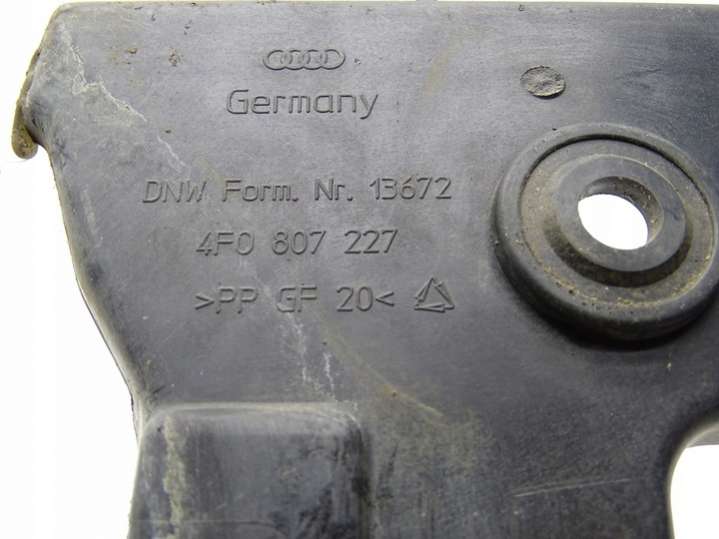 Germany
DNW Form. Nr. 13672
4F0 807 227
>PP GF 20<